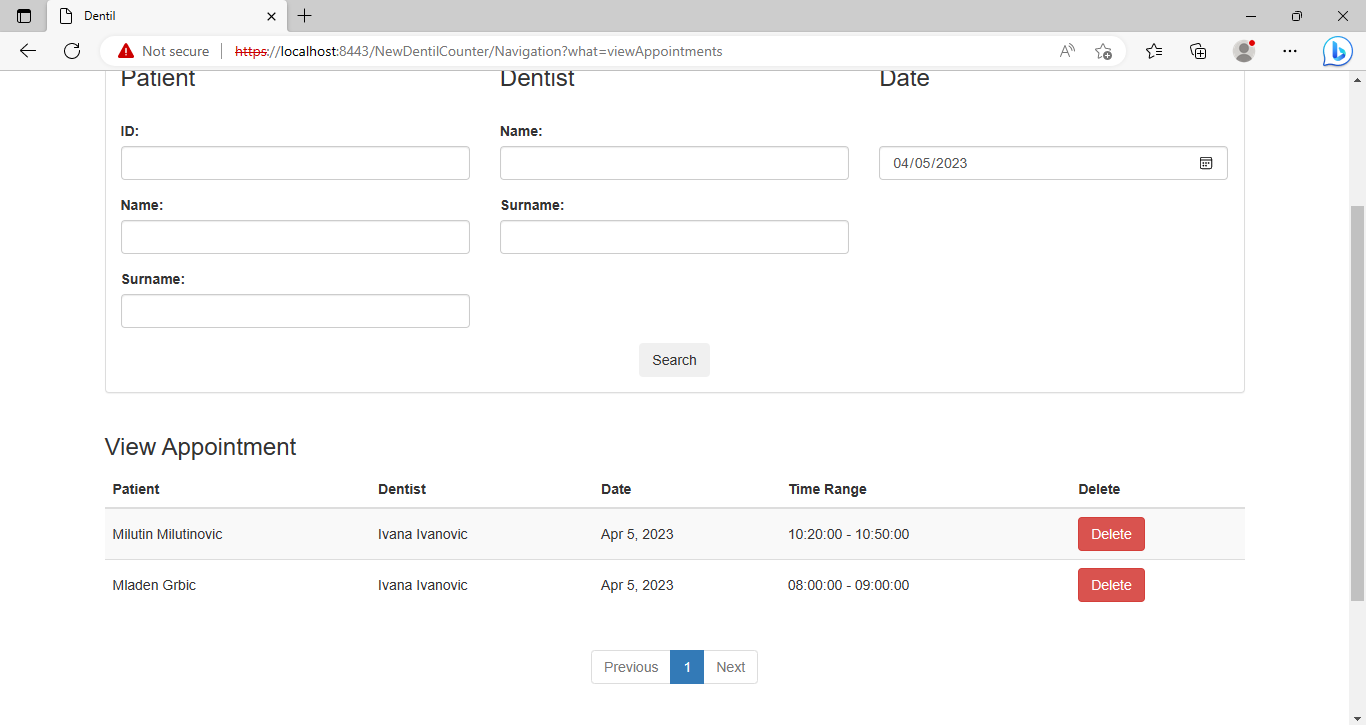 Dentil
Not secure https://localhost:8443/NewDentilCounter/Navigation?what=viewAppointments
Patient Dentist Date
ID: Name:
04/05/2023
Name: Surname:
Surname:
Search
View Appointment
Patient Dentist Date Time Range Delete
Milutin Milutinovic Ivana Ivanovic Apr 5, 2023 10:20:00 - 10:50:00 Delete
Mladen Grbic Ivana Ivanovic Apr 5, 2023 08:00:00 - 09:00:00 Delete
Previous 1 Next